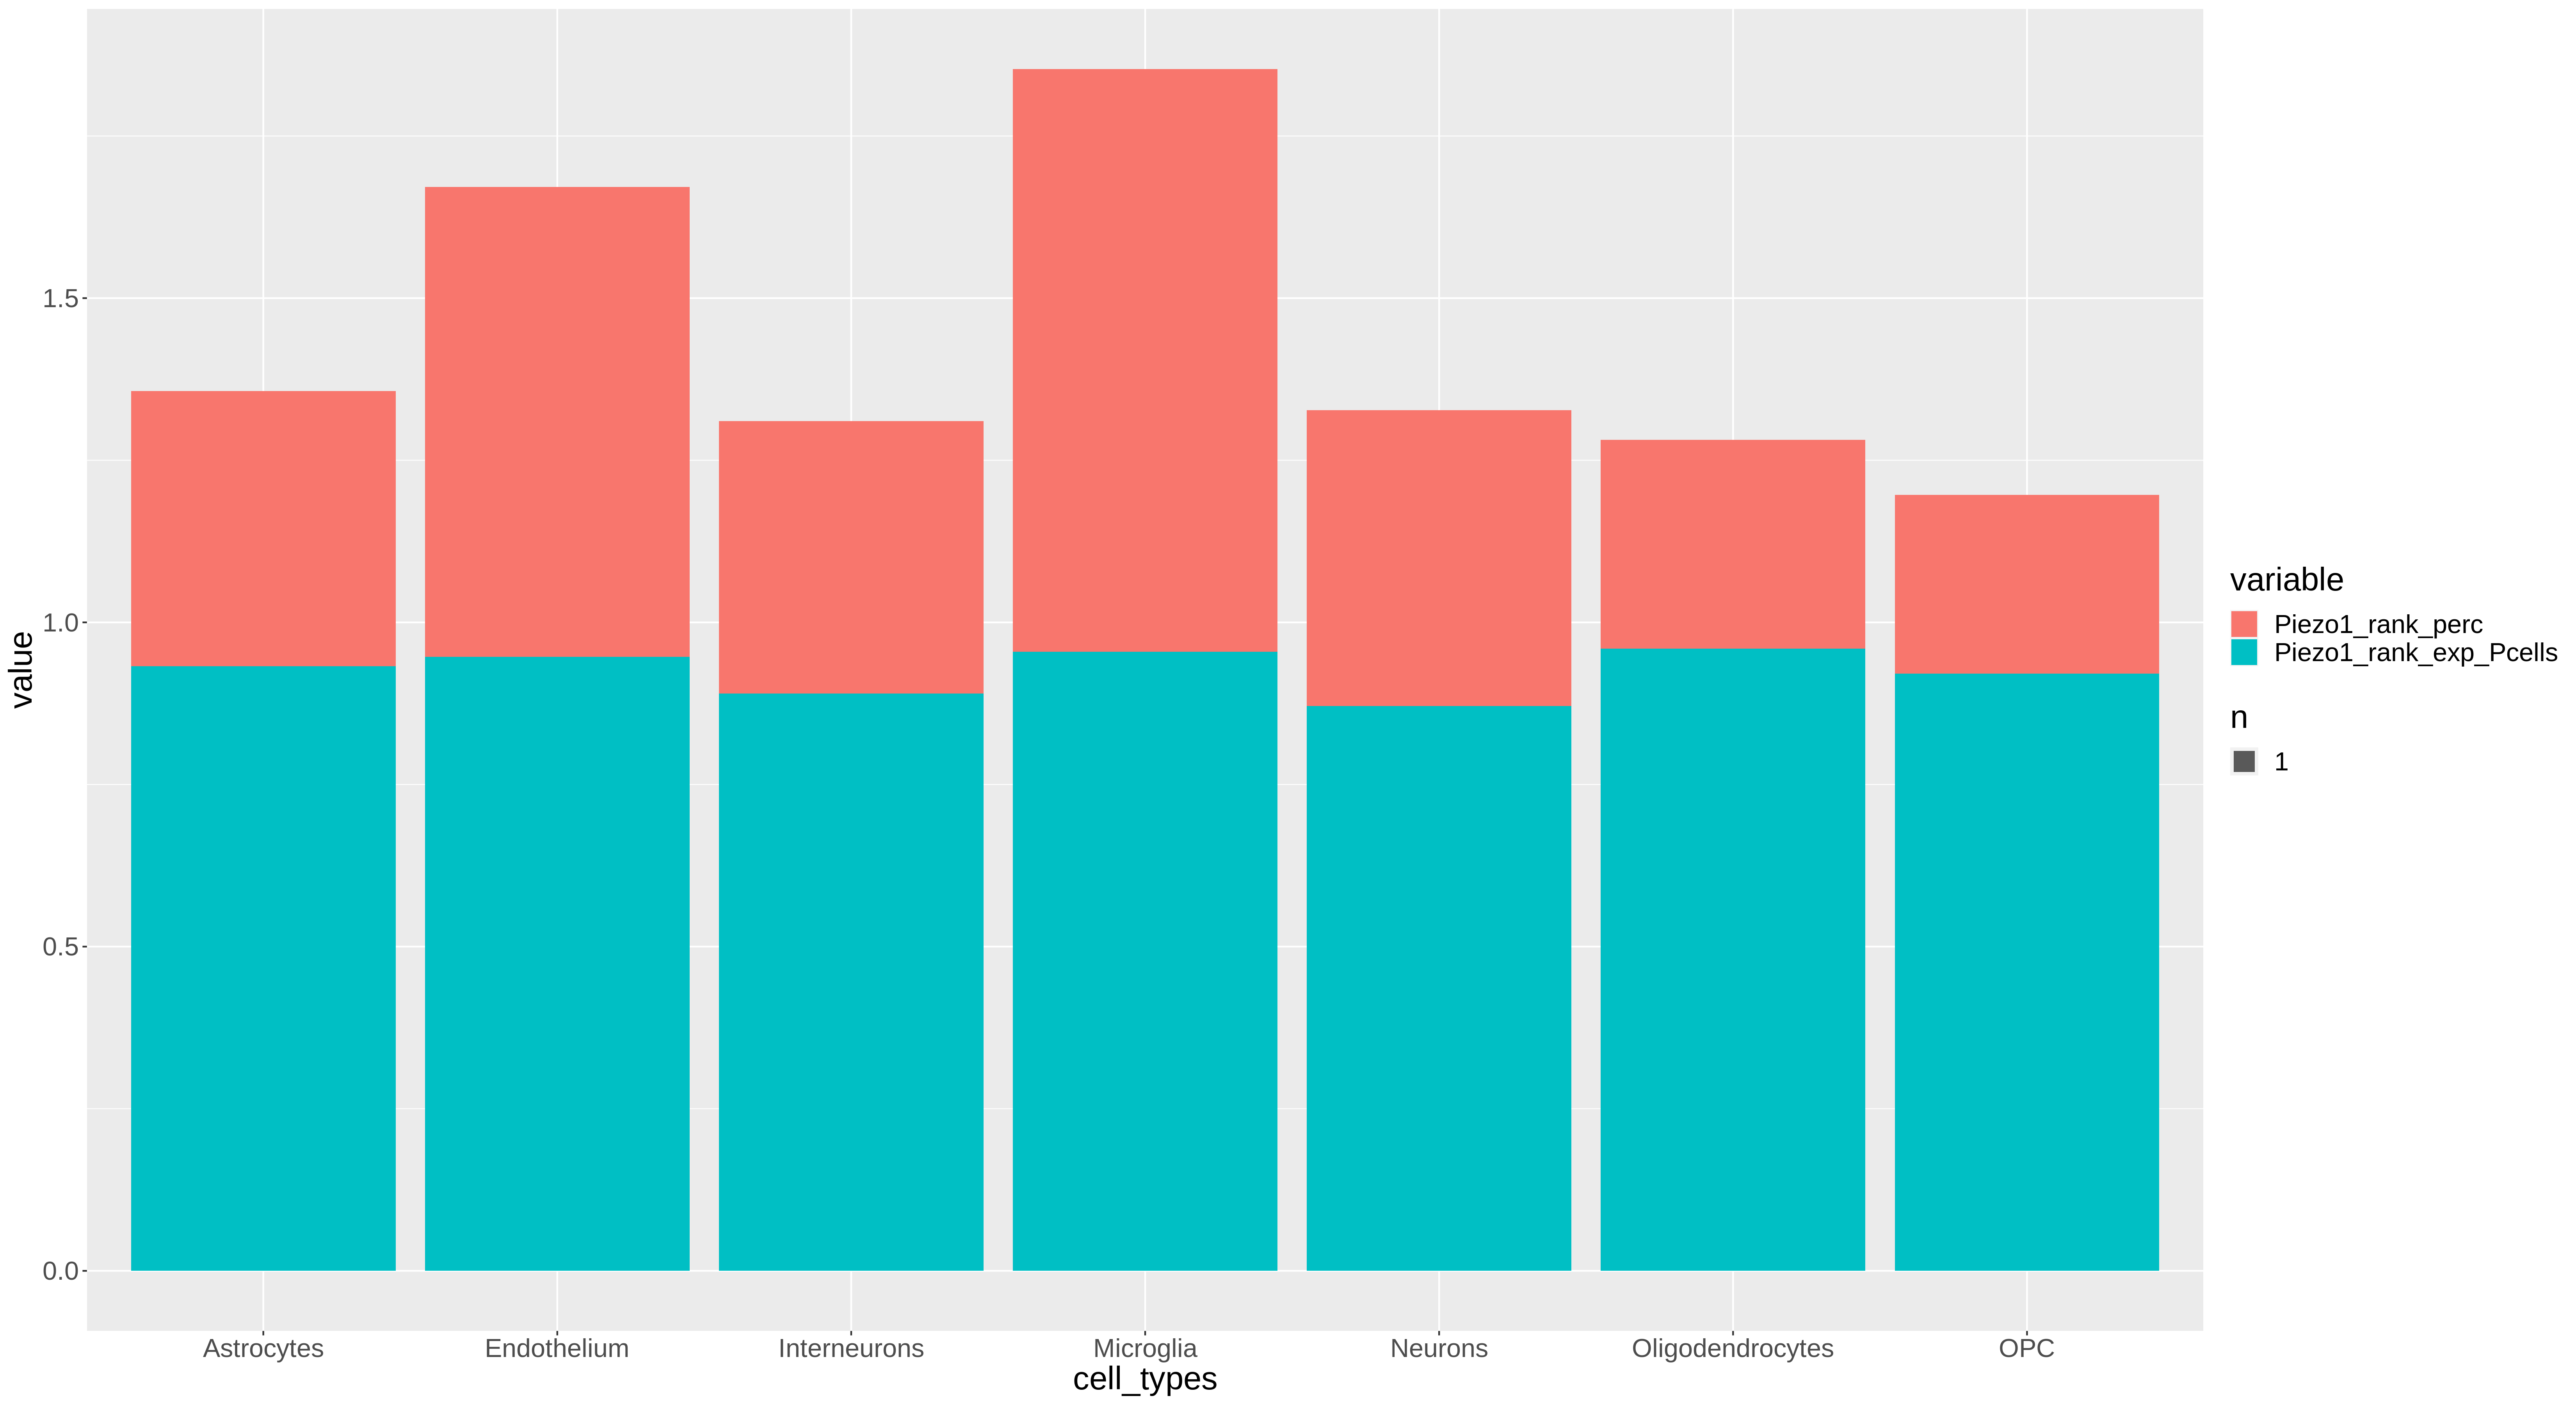 value
1.5
1.0
0.5
0.0
Astrocytes
Endothelium
Interneurons
Microglia
Neurons
Oligodendrocytes
OPC
cell_types
variable
Piezo1_rank_perc
Piezo1_rank_exp_Pcells
n
1